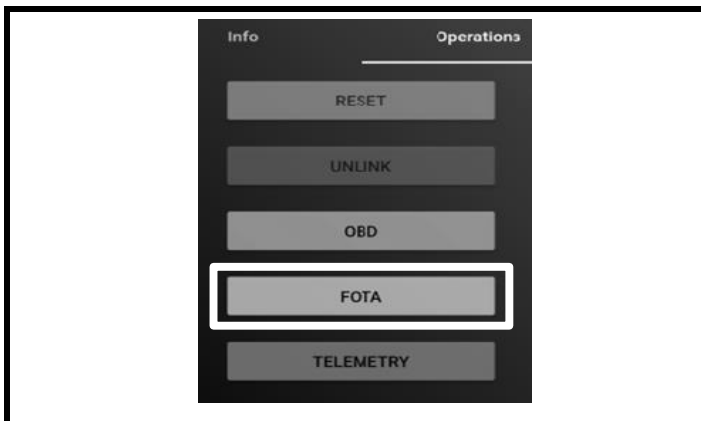 Info Operations
RESET
UNLINK
OBD
FOTA
TELEMETRY